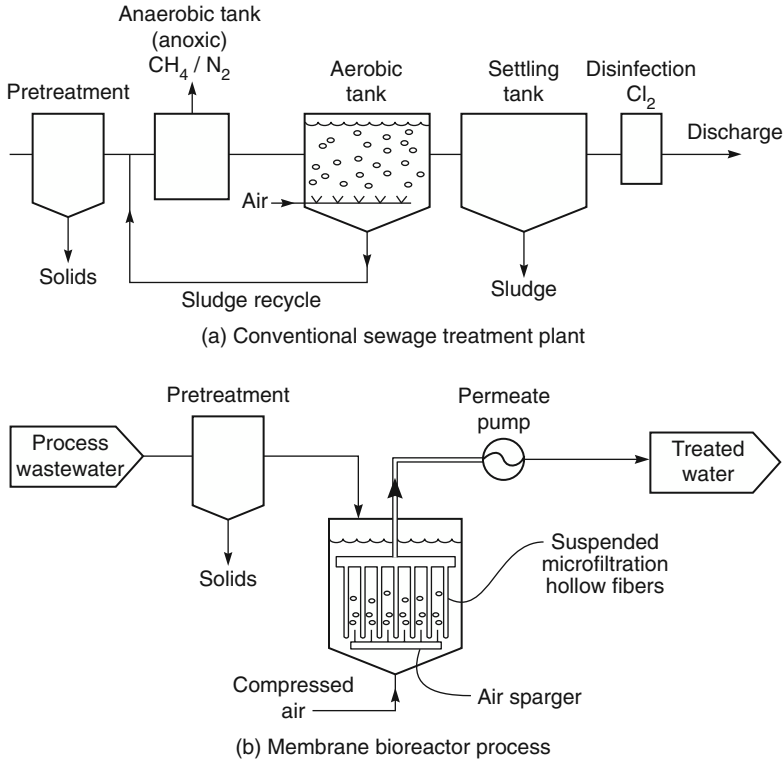 Anaerobic tank
(anoxic)
CH₄ / N₂
Pretreatment
Aerobic
tank
Settling
tank
Disinfection
Cl₂
Discharge
Air
Solids
Sludge recycle
Sludge
(a) Conventional sewage treatment plant
Pretreatment
Permeate
pump
Process
wastewater
Treated
water
Solids
Suspended
microfiltration
hollow fibers
Compressed
air
Air sparger
(b) Membrane bioreactor process